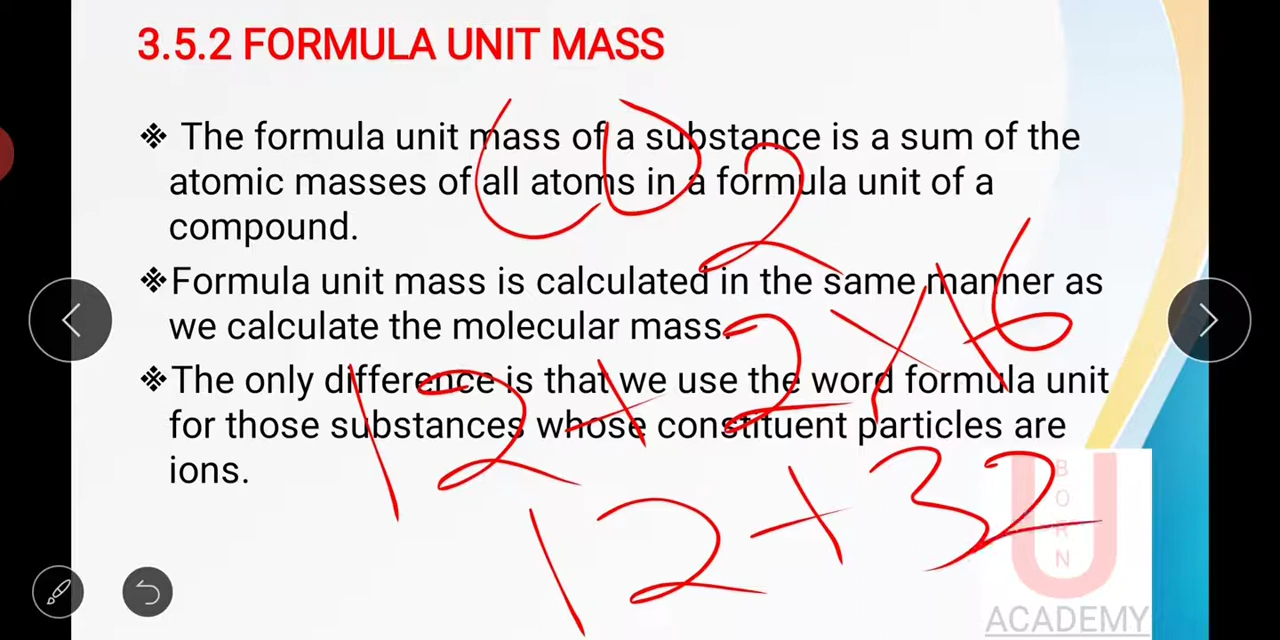 3.5.2 FORMULA UNIT MASS
❖ The formula unit mass of a substance is a sum of the
atomic masses of all atoms in a formula unit of a
compound.
❖Formula unit mass is calculated in the same manner as
we calculate the molecular mass.
❖The only difference is that we use the word formula unit
for those substances whose constituent particles are
ions.
CO2
12+2×16
12+32
U
BORN
ACADEMY